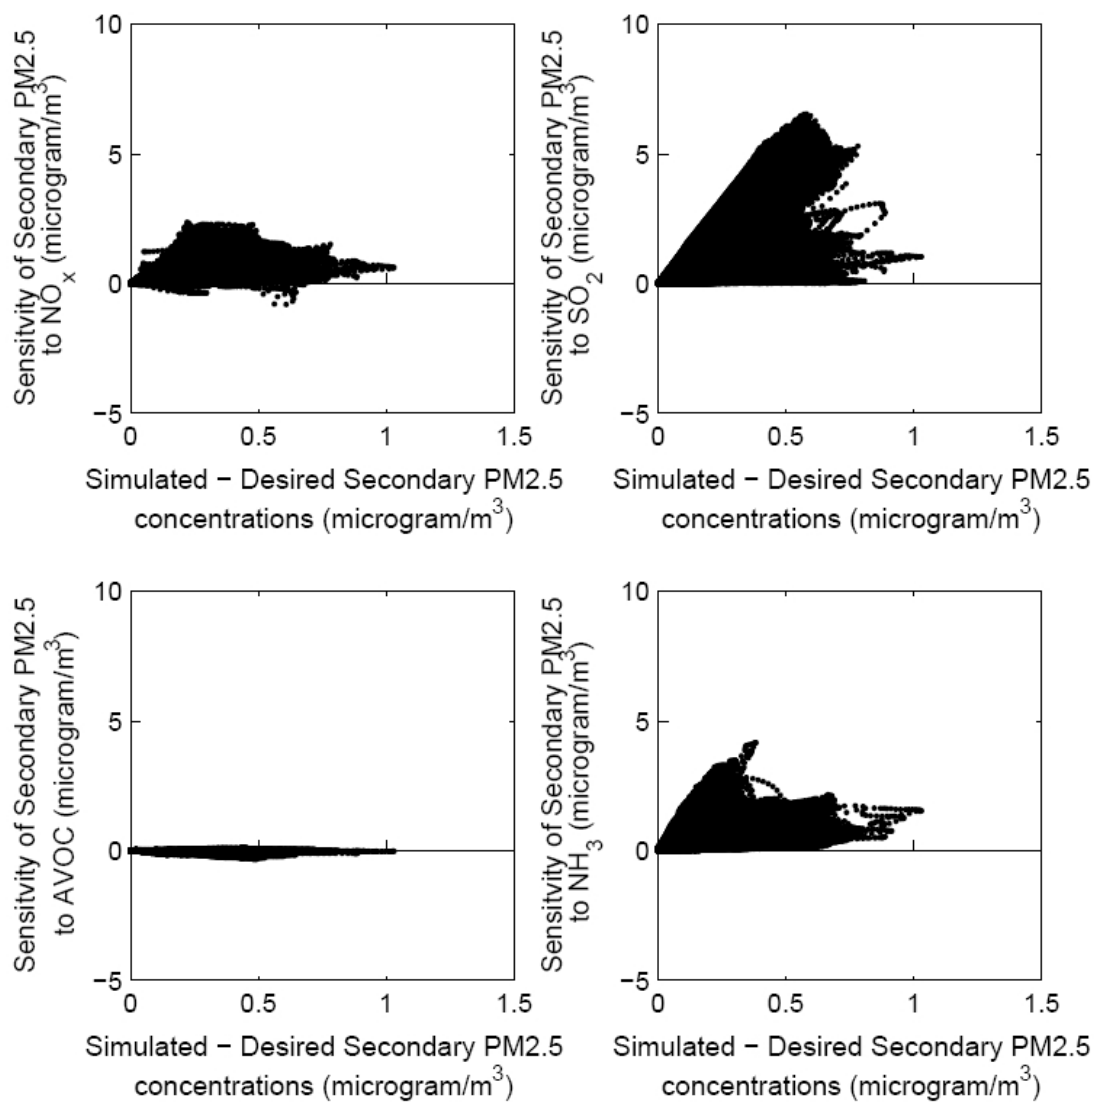 Sensitvity of Secondary PM2.5
to NOx (microgram/m3)
10
5
0
−5
0 0.5 1 1.5
Simulated − Desired Secondary PM2.5
concentrations (microgram/m3)
Sensitvity of Secondary PM2.5
to SO2 (microgram/m3)
10
5
0
−5
0 0.5 1 1.5
Simulated − Desired Secondary PM2.5
concentrations (microgram/m3)
Sensitvity of Secondary PM2.5
to AVOC (microgram/m3)
10
5
0
−5
0 0.5 1 1.5
Simulated − Desired Secondary PM2.5
concentrations (microgram/m3)
Sensitvity of Secondary PM2.5
to NH3 (microgram/m3)
10
5
0
−5
0 0.5 1 1.5
Simulated − Desired Secondary PM2.5
concentrations (microgram/m3)